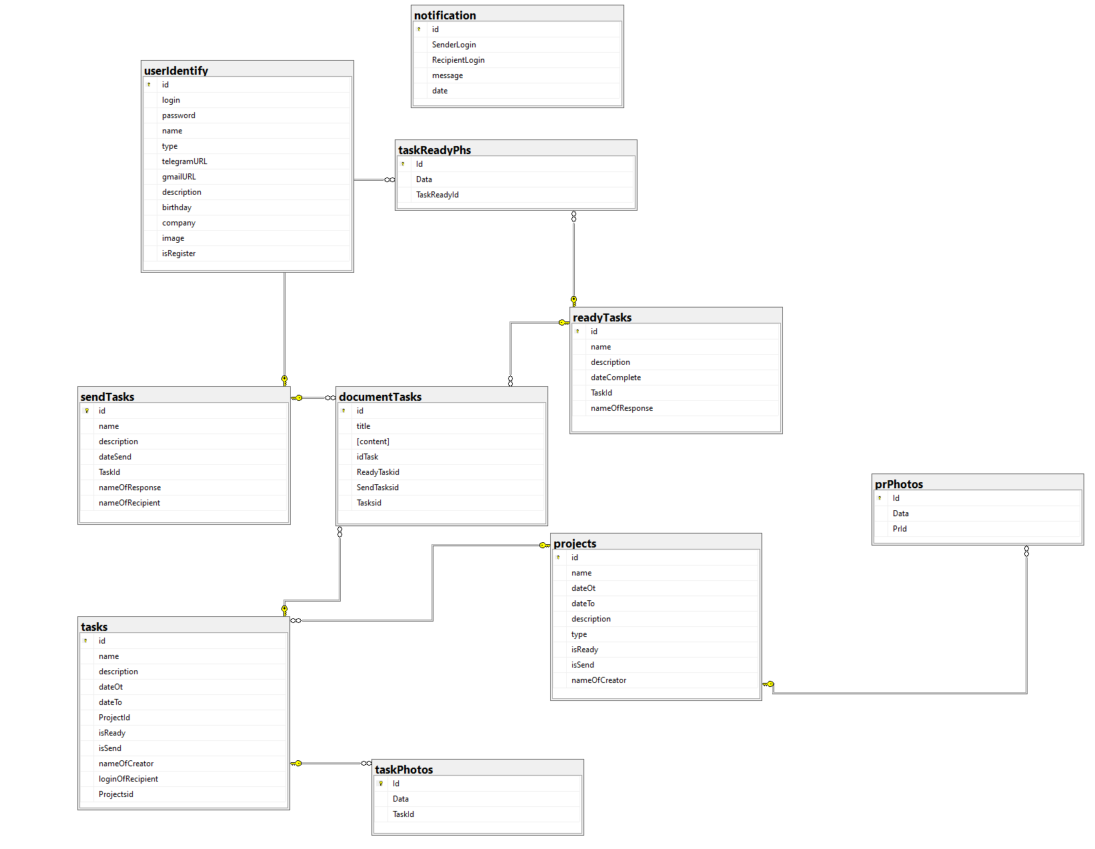 notification
id
SenderLogin
RecipientLogin
message
date
userIdentify
id
login
password
name
type
telegramURL
gmailURL
description
birthday
company
image
isRegister
taskReadyPhs
Id
Data
TaskReadyId
readyTasks
id
name
description
dateComplete
TaskId
nameOfResponse
sendTasks
id
name
description
dateSend
TaskId
nameOfResponse
nameOfRecipient
documentTasks
id
title
[content]
idTask
ReadyTaskid
SendTasksid
Tasksid
prPhotos
Id
Data
PrId
projects
id
name
dateOt
dateTo
description
type
isReady
isSend
nameOfCreator
tasks
id
name
description
dateOt
dateTo
ProjectId
isReady
isSend
nameOfCreator
loginOfRecipient
Projectsid
taskPhotos
Id
Data
TaskId